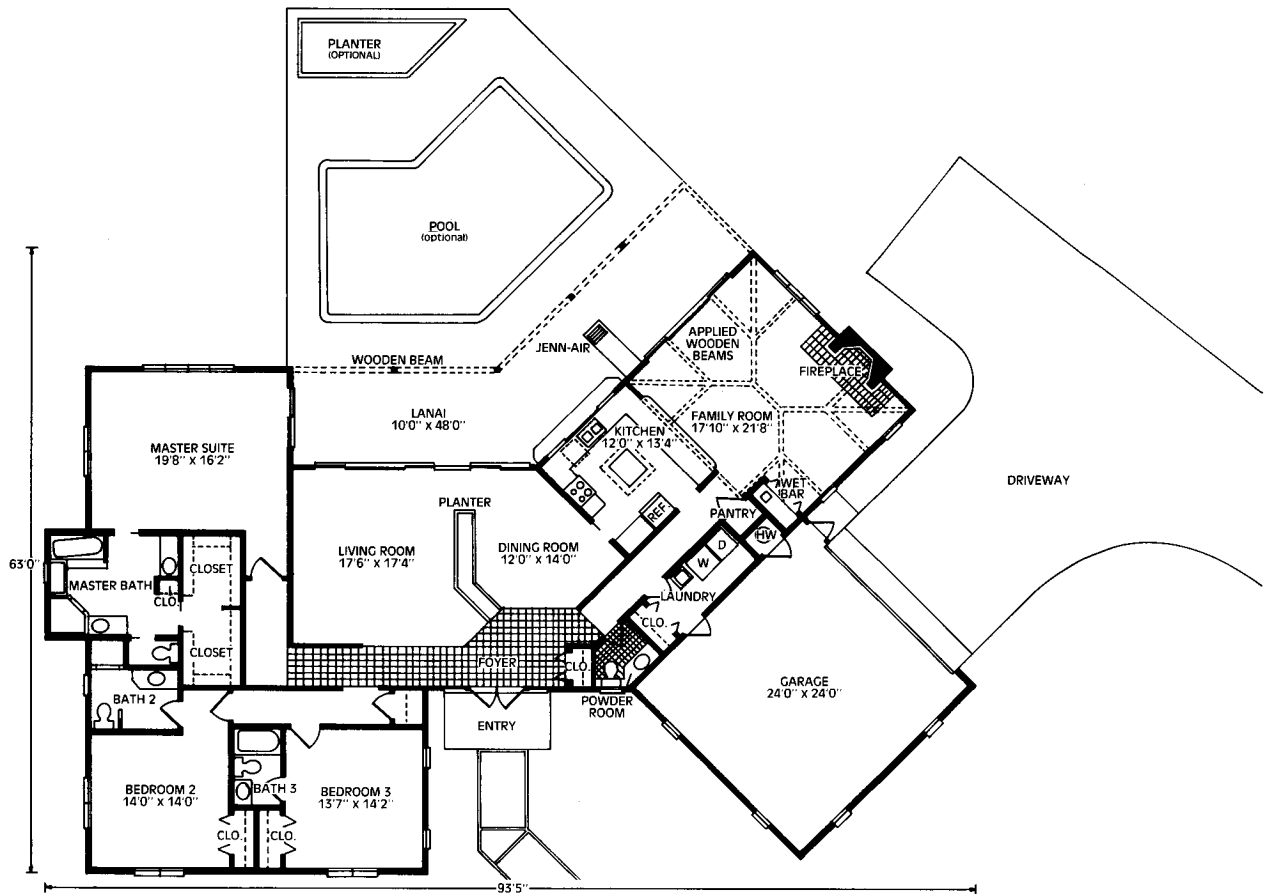 PLANTER
(OPTIONAL)
POOL
(optional)
JENN-AIR
APPLIED
WOODEN
BEAMS
WOODEN BEAM
FIREPLACE
LANAI
10'0" x 48'0"
KITCHEN
12'0" x 13'4"
FAMILY ROOM
17'10" x 21'8"
MASTER SUITE
19'8" x 16'2"
DRIVEWAY
WET
BAR
PLANTER
REF.
PANTRY
HW
LIVING ROOM
17'6" x 17'4"
DINING ROOM
12'0" x 14'0"
D
W
63'0"
MASTER BATH
CLOSET
CLO.
LAUNDRY
CLO.
CLOSET
FOYER
CLO.
GARAGE
24'0" x 24'0"
BATH 2
POWDER
ROOM
ENTRY
BEDROOM 2
14'0" x 14'0"
BATH 3
BEDROOM 3
13'7" x 14'2"
CLO.
CLO.
93'5"